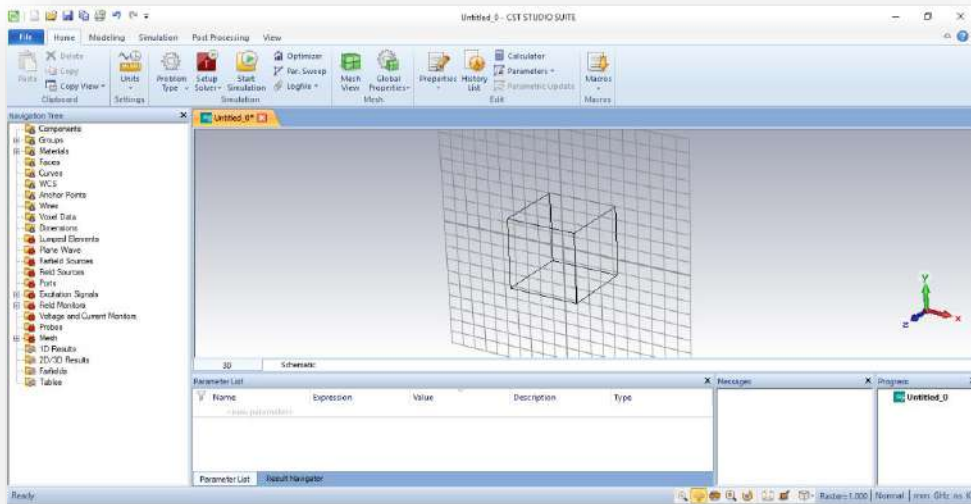 Untitled_0 - CST STUDIO SUITE
File Home Modeling Simulation Post Processing View
Paste
Delete
Copy
Copy View
Clipboard
Units
Settings
Problem Type
Setup Solver
Start Simulation
Optimizer
Par. Sweep
Logfile
Simulation
Mesh View
Global Properties
Mesh
Properties
History List
Calculator
Parameters
Parametric Update
Edit
Macros
Macros
Navigation Tree
Components
Groups
Materials
Faces
Curves
WCS
Anchor Points
Wires
Voxel Data
Dimensions
Lumped Elements
Plane Wave
Farfield Sources
Field Sources
Ports
Excitation Signals
Field Monitors
Voltage and Current Monitors
Probes
Mesh
1D Results
2D/3D Results
Farfields
Tables
Untitled_0*
y
x
z
3D Schematic
Parameter List
Name Expression Value Description Type
<new parameter>
Parameter List Result Navigator
Messages
Progress
Untitled_0
Ready
Raster=1.000 Normal mm GHz ns